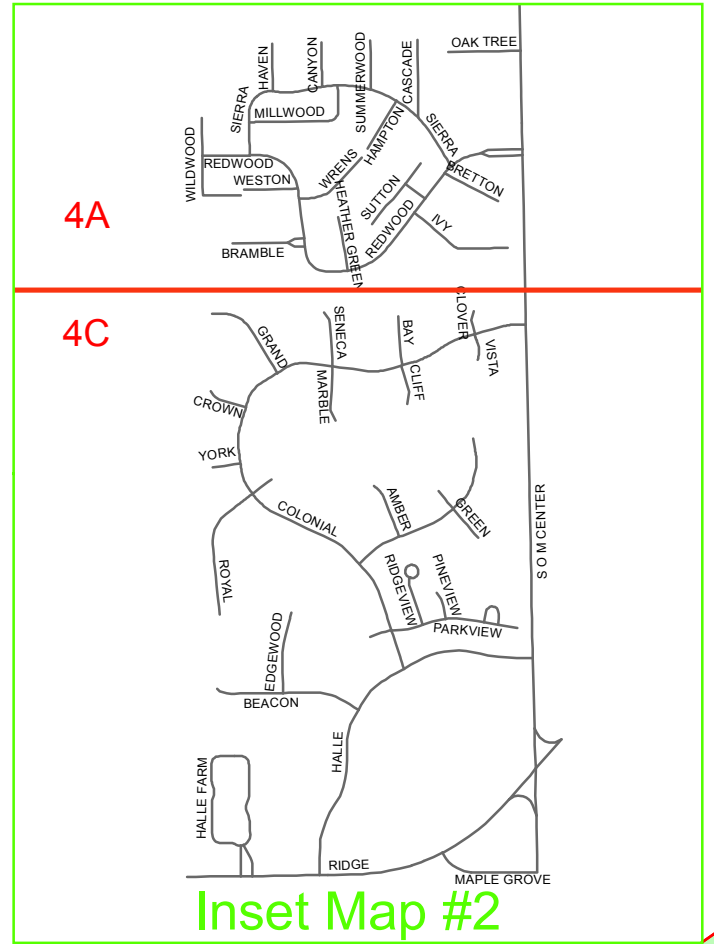 OAK TREE
HAVEN
CANYON
SUMMERWOOD
CASCADE
SIERRA
MILLWOOD
HAMPTON
SIERRA
WILDWOOD
REDWOOD
WESTON
WRENS
BRETTON
HEATHER GREEN
SUTTON
REDWOOD
IVY
4A
BRAMBLE
4C
GRAND
SENECA
BAY
CLOVER
VISTA
MARBLE
CLIFF
CROWN
YORK
COLONIAL
AMBER
GREEN
S O M CENTER
ROYAL
RIDGEVIEW
PINEVIEW
PARKVIEW
EDGEWOOD
BEACON
HALLE
HALLE FARM
RIDGE
MAPLE GROVE
Inset Map #2